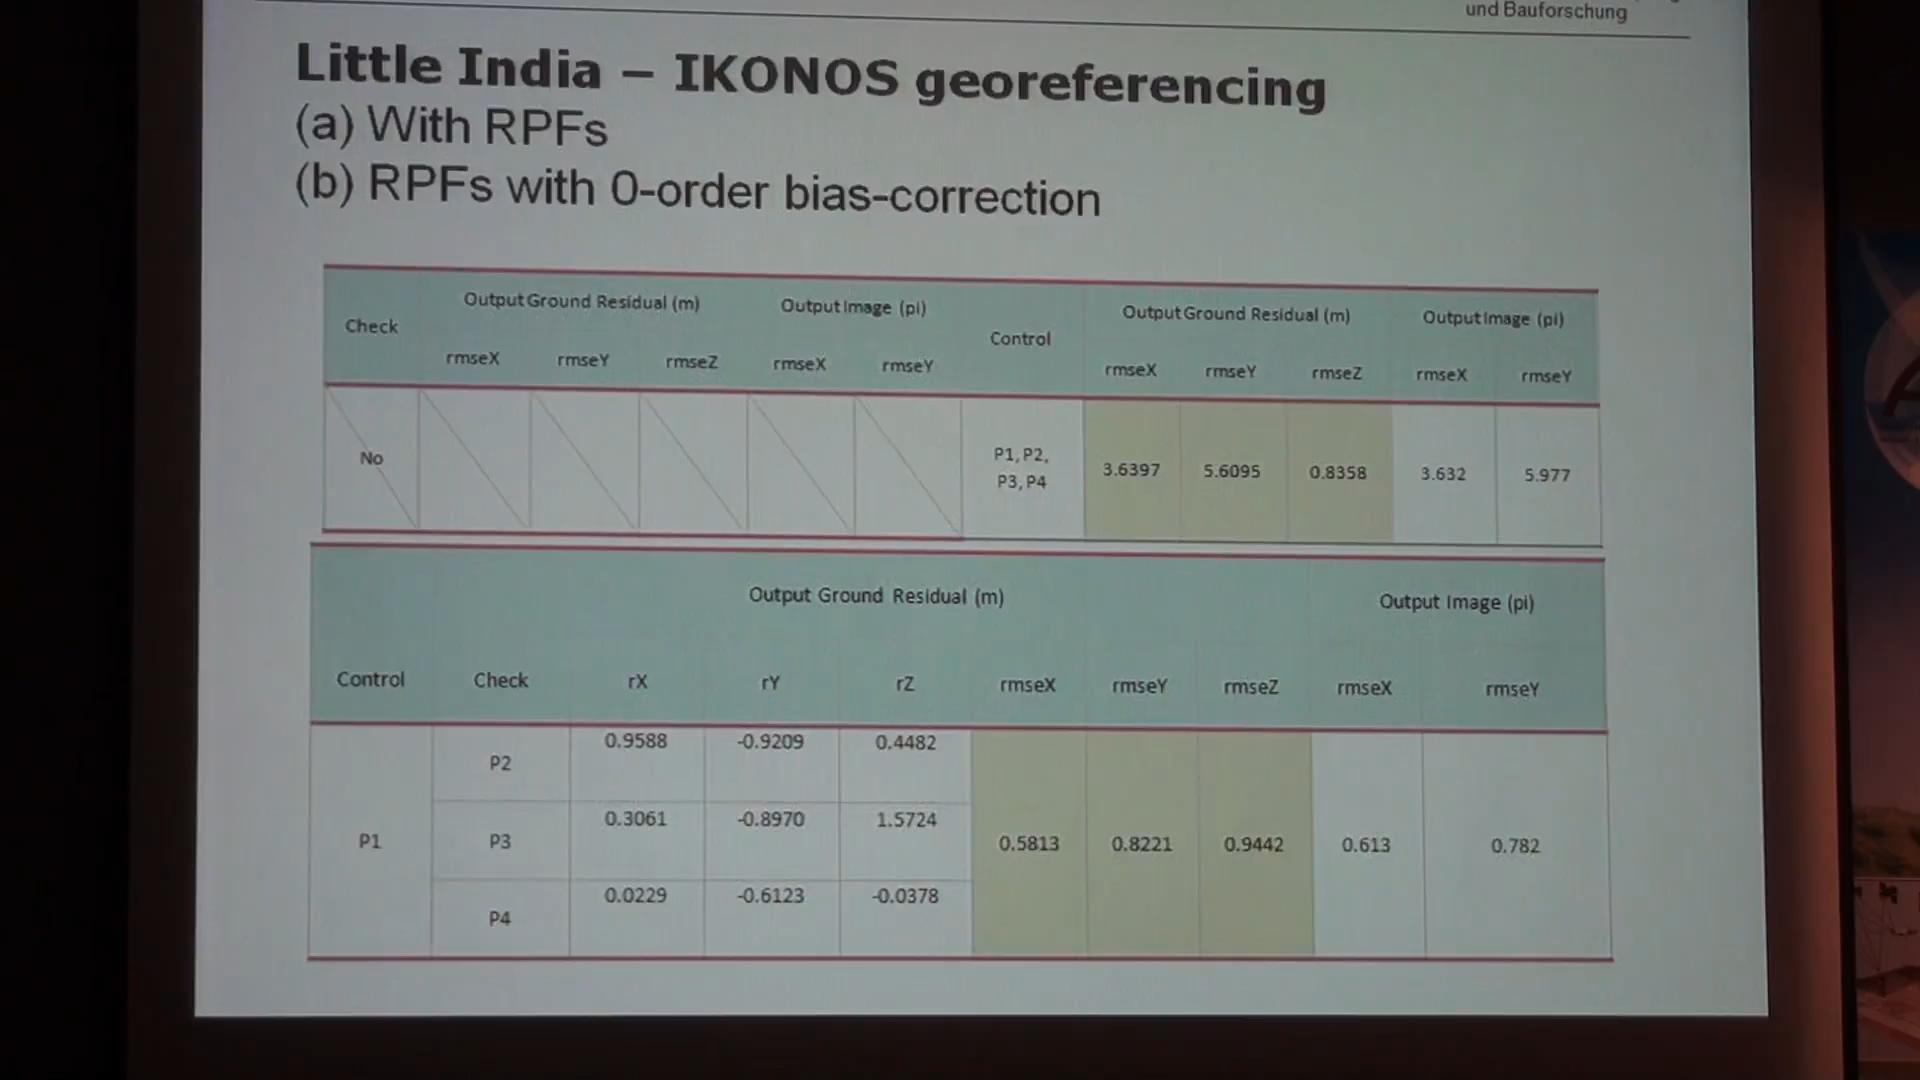 und Bauforschung
Little India – IKONOS georeferencing
(a) With RPFs
(b) RPFs with 0-order bias-correction
Check Output Ground Residual (m) Output Image (pi) Control Output Ground Residual (m) Output Image (pi)
rmseX rmseY rmseZ rmseX rmseY rmseX rmseY rmseZ rmseX rmseY
No P1, P2, 3.6397 5.6095 0.8358 3.632 5.977
P3, P4
Output Ground Residual (m) Output Image (pi)
Control Check rX rY rZ rmseX rmseY rmseZ rmseX rmseY
P2 0.9588 -0.9209 0.4482
P1 P3 0.3061 -0.8970 1.5724 0.5813 0.8221 0.9442 0.613 0.782
P4 0.0229 -0.6123 -0.0378